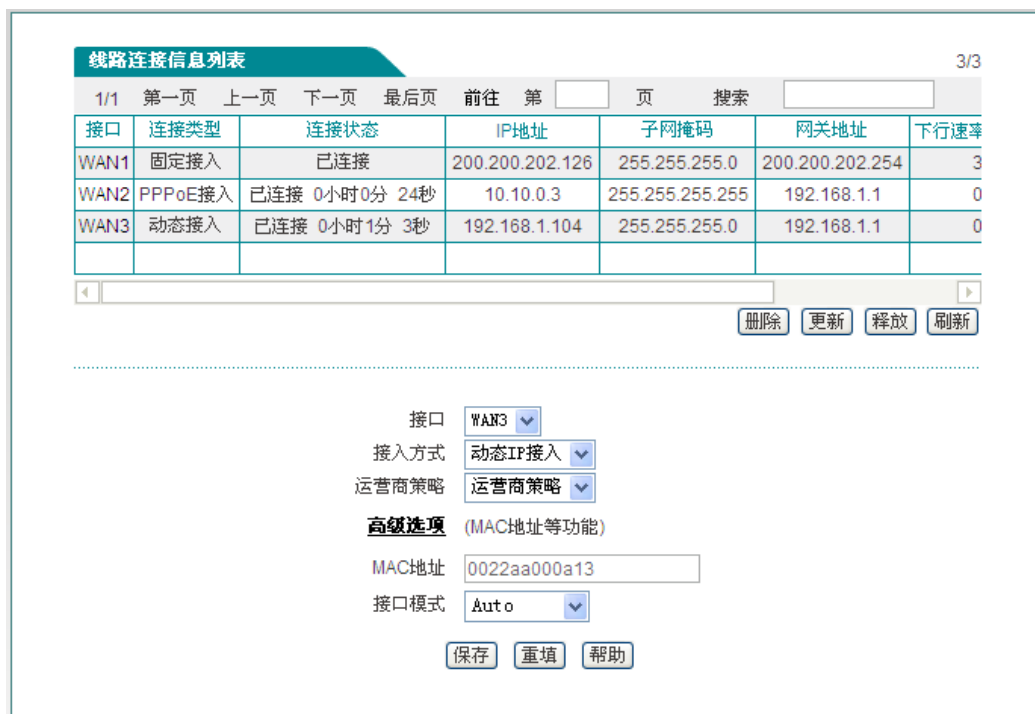 线路连接信息列表 3/3
1/1 第一页 上一页 下一页 最后页 前往 第 页 搜索
接口 连接类型 连接状态 IP地址 子网掩码 网关地址 下行速率
WAN1 固定接入 已连接 200.200.202.126 255.255.255.0 200.200.202.254 3
WAN2 PPPoE接入 已连接 0小时0分 24秒 10.10.0.3 255.255.255.255 192.168.1.1 0
WAN3 动态接入 已连接 0小时1分 3秒 192.168.1.104 255.255.255.0 192.168.1.1 0
删除 更新 释放 刷新
接口 WAN3
接入方式 动态IP接入
运营商策略 运营商策略
高级选项 (MAC地址等功能)
MAC地址 0022aa000a13
接口模式 Auto
保存 重填 帮助